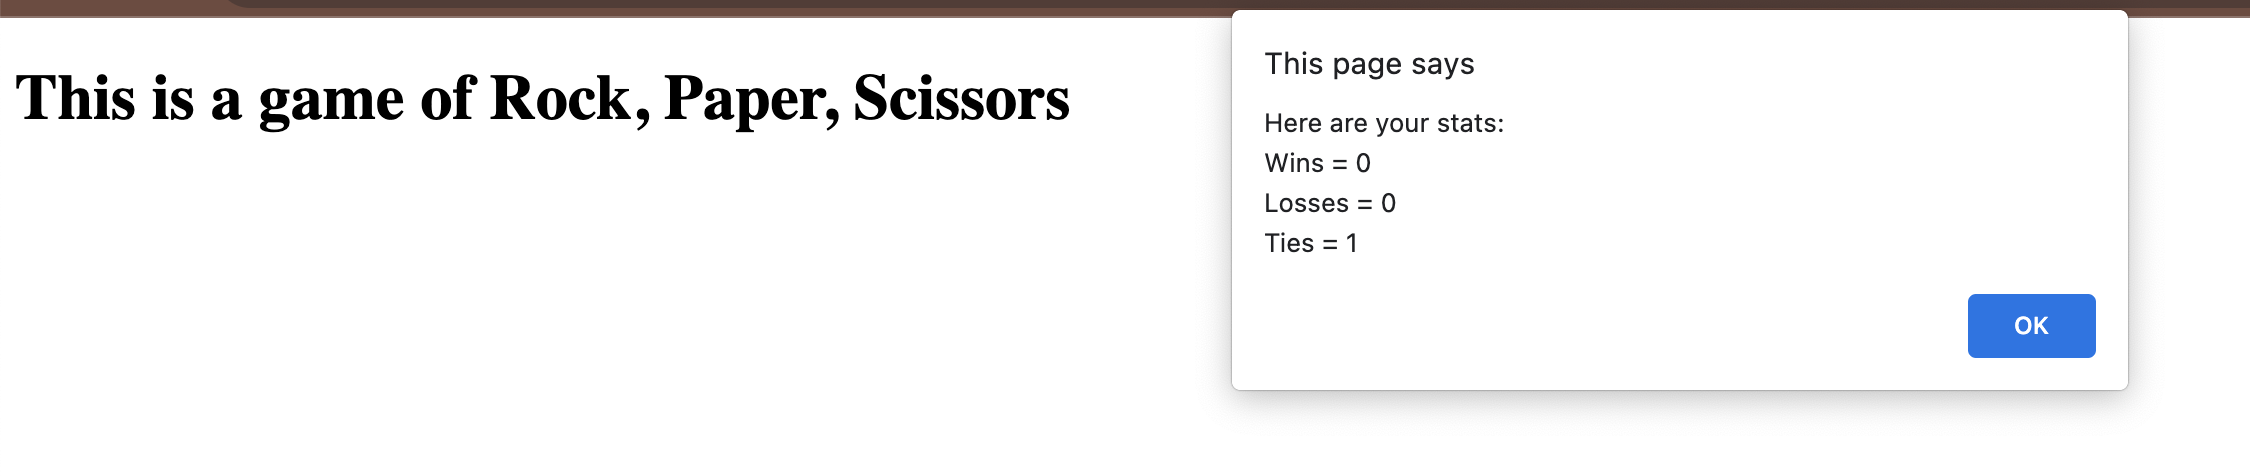 This is a game of Rock, Paper, Scissors
This page says
Here are your stats:
Wins = 0
Losses = 0
Ties = 1
OK